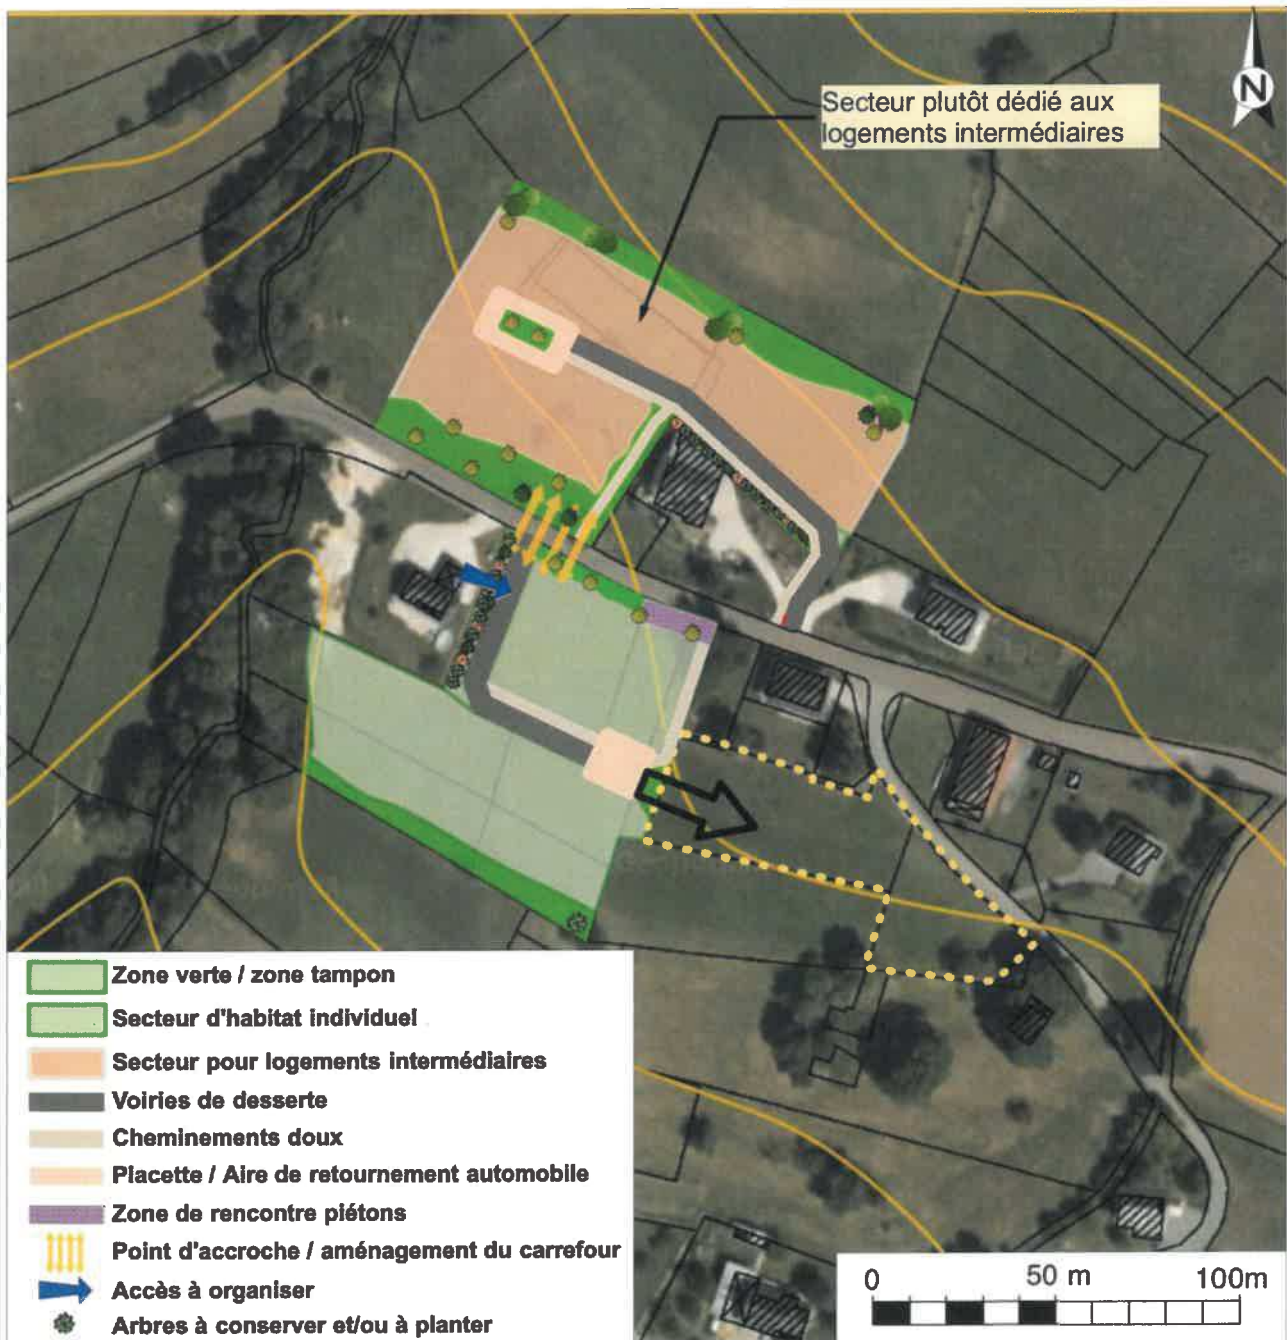 N
Secteur plutôt dédié aux
logements intermédiaires
Zone verte / zone tampon
Secteur d'habitat individuel
Secteur pour logements intermédiaires
Voiries de desserte
Cheminements doux
Placette / Aire de retournement automobile
Zone de rencontre piétons
Point d'accroche / aménagement du carrefour
Accès à organiser
Arbres à conserver et/ou à planter
0 50 m 100m